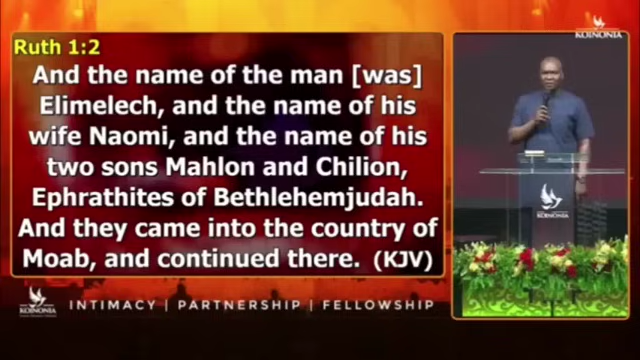 Ruth 1:2
And the name of the man [was]
Elimelech, and the name of his
wife Naomi, and the name of his
two sons Mahlon and Chilion,
Ephrathites of Bethlehemjudah.
And they came into the country of
Moab, and continued there. (KJV)
KOINONIA
KOINONIA
KOINONIA
INTIMACY | PARTNERSHIP | FELLOWSHIP